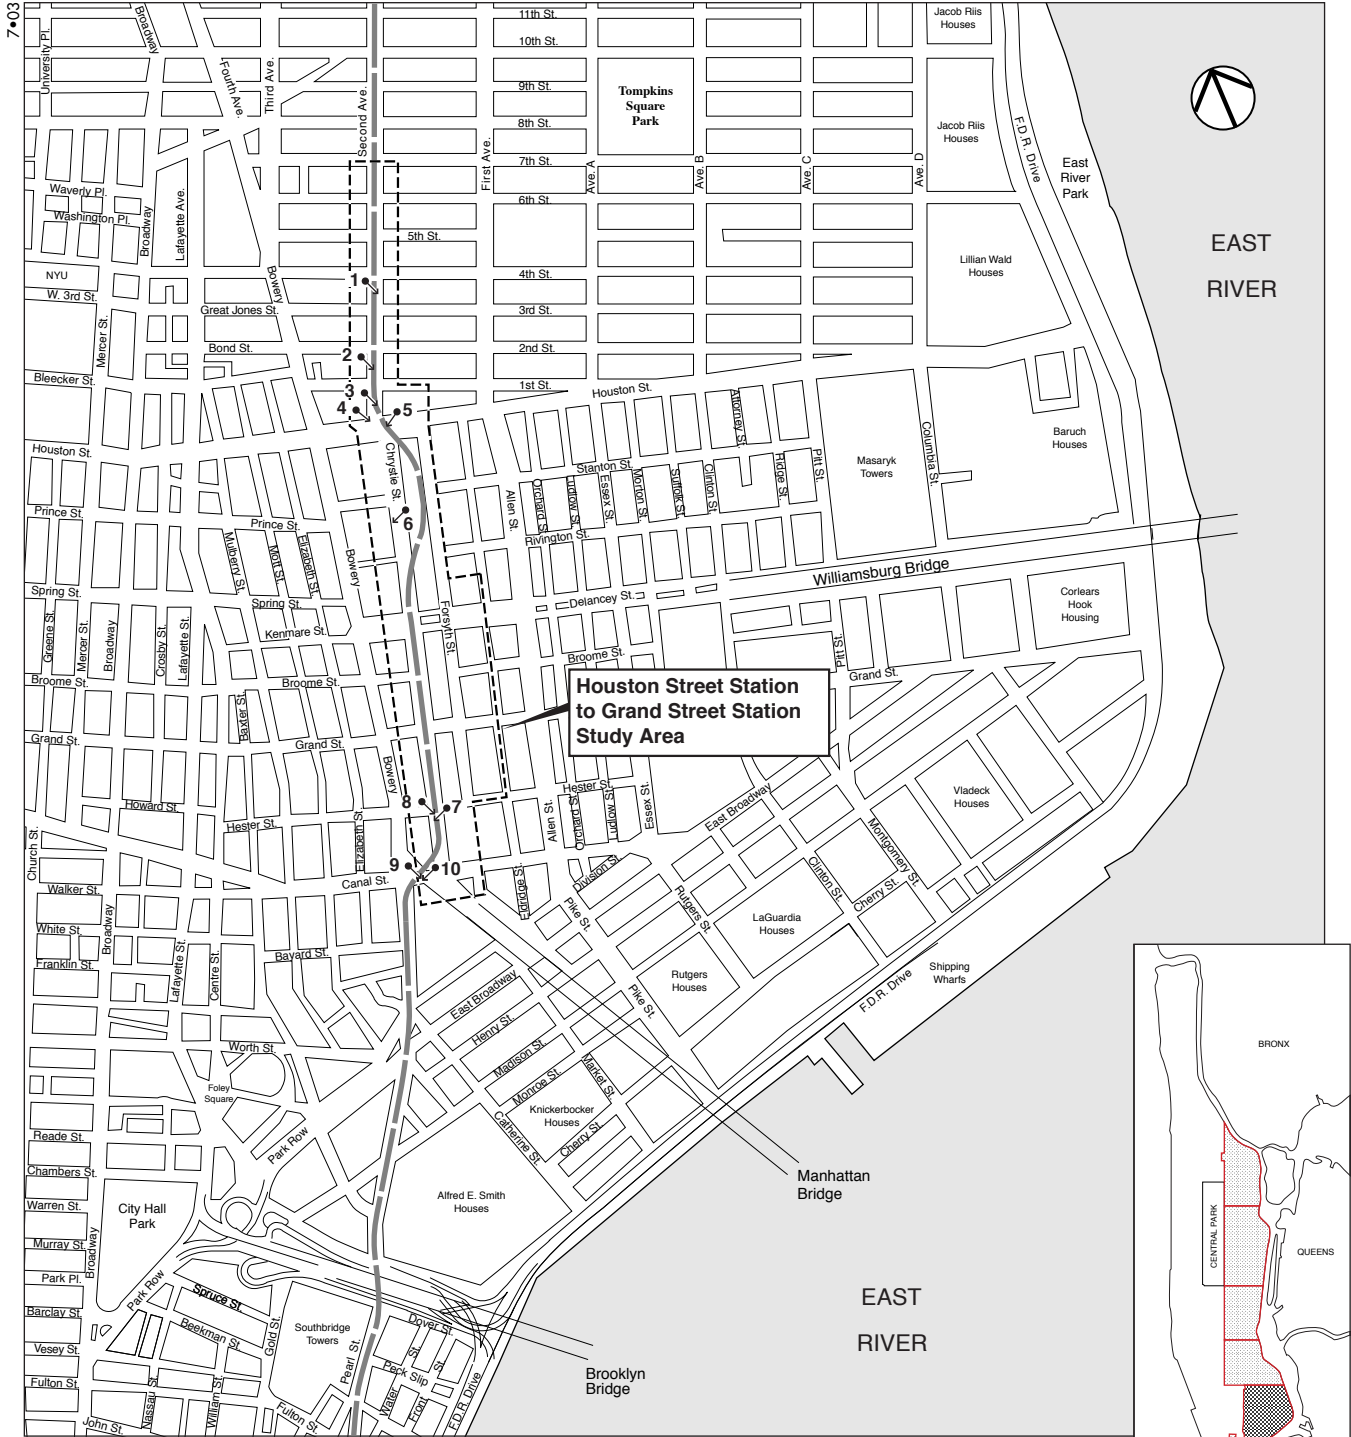 7•03
University Pl.
Broadway
Fourth Ave.
Third Ave.
Second Ave.
First Ave.
Ave. A
Ave. B
Ave. C
Ave. D
11th St.
10th St.
9th St.
8th St.
7th St.
6th St.
5th St.
4th St.
3rd St.
2nd St.
1st St.
Tompkins
Square
Park
Jacob Riis
Houses
Jacob Riis
Houses
F.D.R. Drive
East
River
Park
EAST
RIVER
Lillian Wald
Houses
Waverly Pl.
Washington Pl.
Broadway
Lafayette Ave.
NYU
W. 3rd St.
Mercer St.
Great Jones St.
Bowery
Bond St.
Bleecker St.
1
2
3
4
5
6
Houston St.
Houston St.
Attorney St.
Stanton St.
Chrystie St.
Allen St.
Orchard St.
Ludlow St.
Essex St.
Morton St.
Suffolk St.
Clinton St.
Ridge St.
Pitt St.
Masaryk
Towers
Columbia St.
Baruch
Houses
Prince St.
Prince St.
Rivington St.
Mulberry St.
Mott St.
Elizabeth St.
Bowery
Williamsburg Bridge
Spring St.
Spring St.
Delancey St.
Corlears
Hook
Housing
Greene St.
Mercer St.
Broadway
Crosby St.
Lafayette St.
Kenmare St.
Forsyth St.
Broome St.
Pitt St.
Grand St.
Broome St.
Broome St.
Baxter St.
Houston Street Station
to Grand Street Station
Study Area
Grand St.
Grand St.
Bowery
Hester St.
Howard St.
Hester St.
Elizabeth St.
8
7
Allen St.
Orchard St.
Ludlow St.
Essex St.
East Broadway
Vladeck
Houses
Montgomery St.
Church St.
9
10
Canal St.
Eldridge St.
Division St.
Clinton St.
Cherry St.
Walker St.
Broadway
White St.
Franklin St.
Lafayette St.
Centre St.
Bayard St.
Pike St.
Rutgers St.
LaGuardia
Houses
Rutgers
Houses
Pike St.
Shipping
Wharfs
F.D.R. Drive
East Broadway
Henry St.
Madison St.
Monroe St.
Market St.
Worth St.
Foley
Square
Knickerbocker
Houses
Catherine St.
Cherry St.
Park Row
Reade St.
Chambers St.
Warren St.
Murray St.
Park Pl.
Barclay St.
Vesey St.
Fulton St.
John St.
City Hall
Park
Broadway
Park Row
Alfred E. Smith
Houses
Manhattan
Bridge
Spruce St.
Beekman St.
Gold St.
Southbridge
Towers
Pearl St.
Dover St.
Peck Slip
St.
St.
Water
Front
F.D.R. Drive
Nassau St.
William St.
Fulton St.
Brooklyn
Bridge
EAST
RIVER
BRONX
CENTRAL PARK
QUEENS